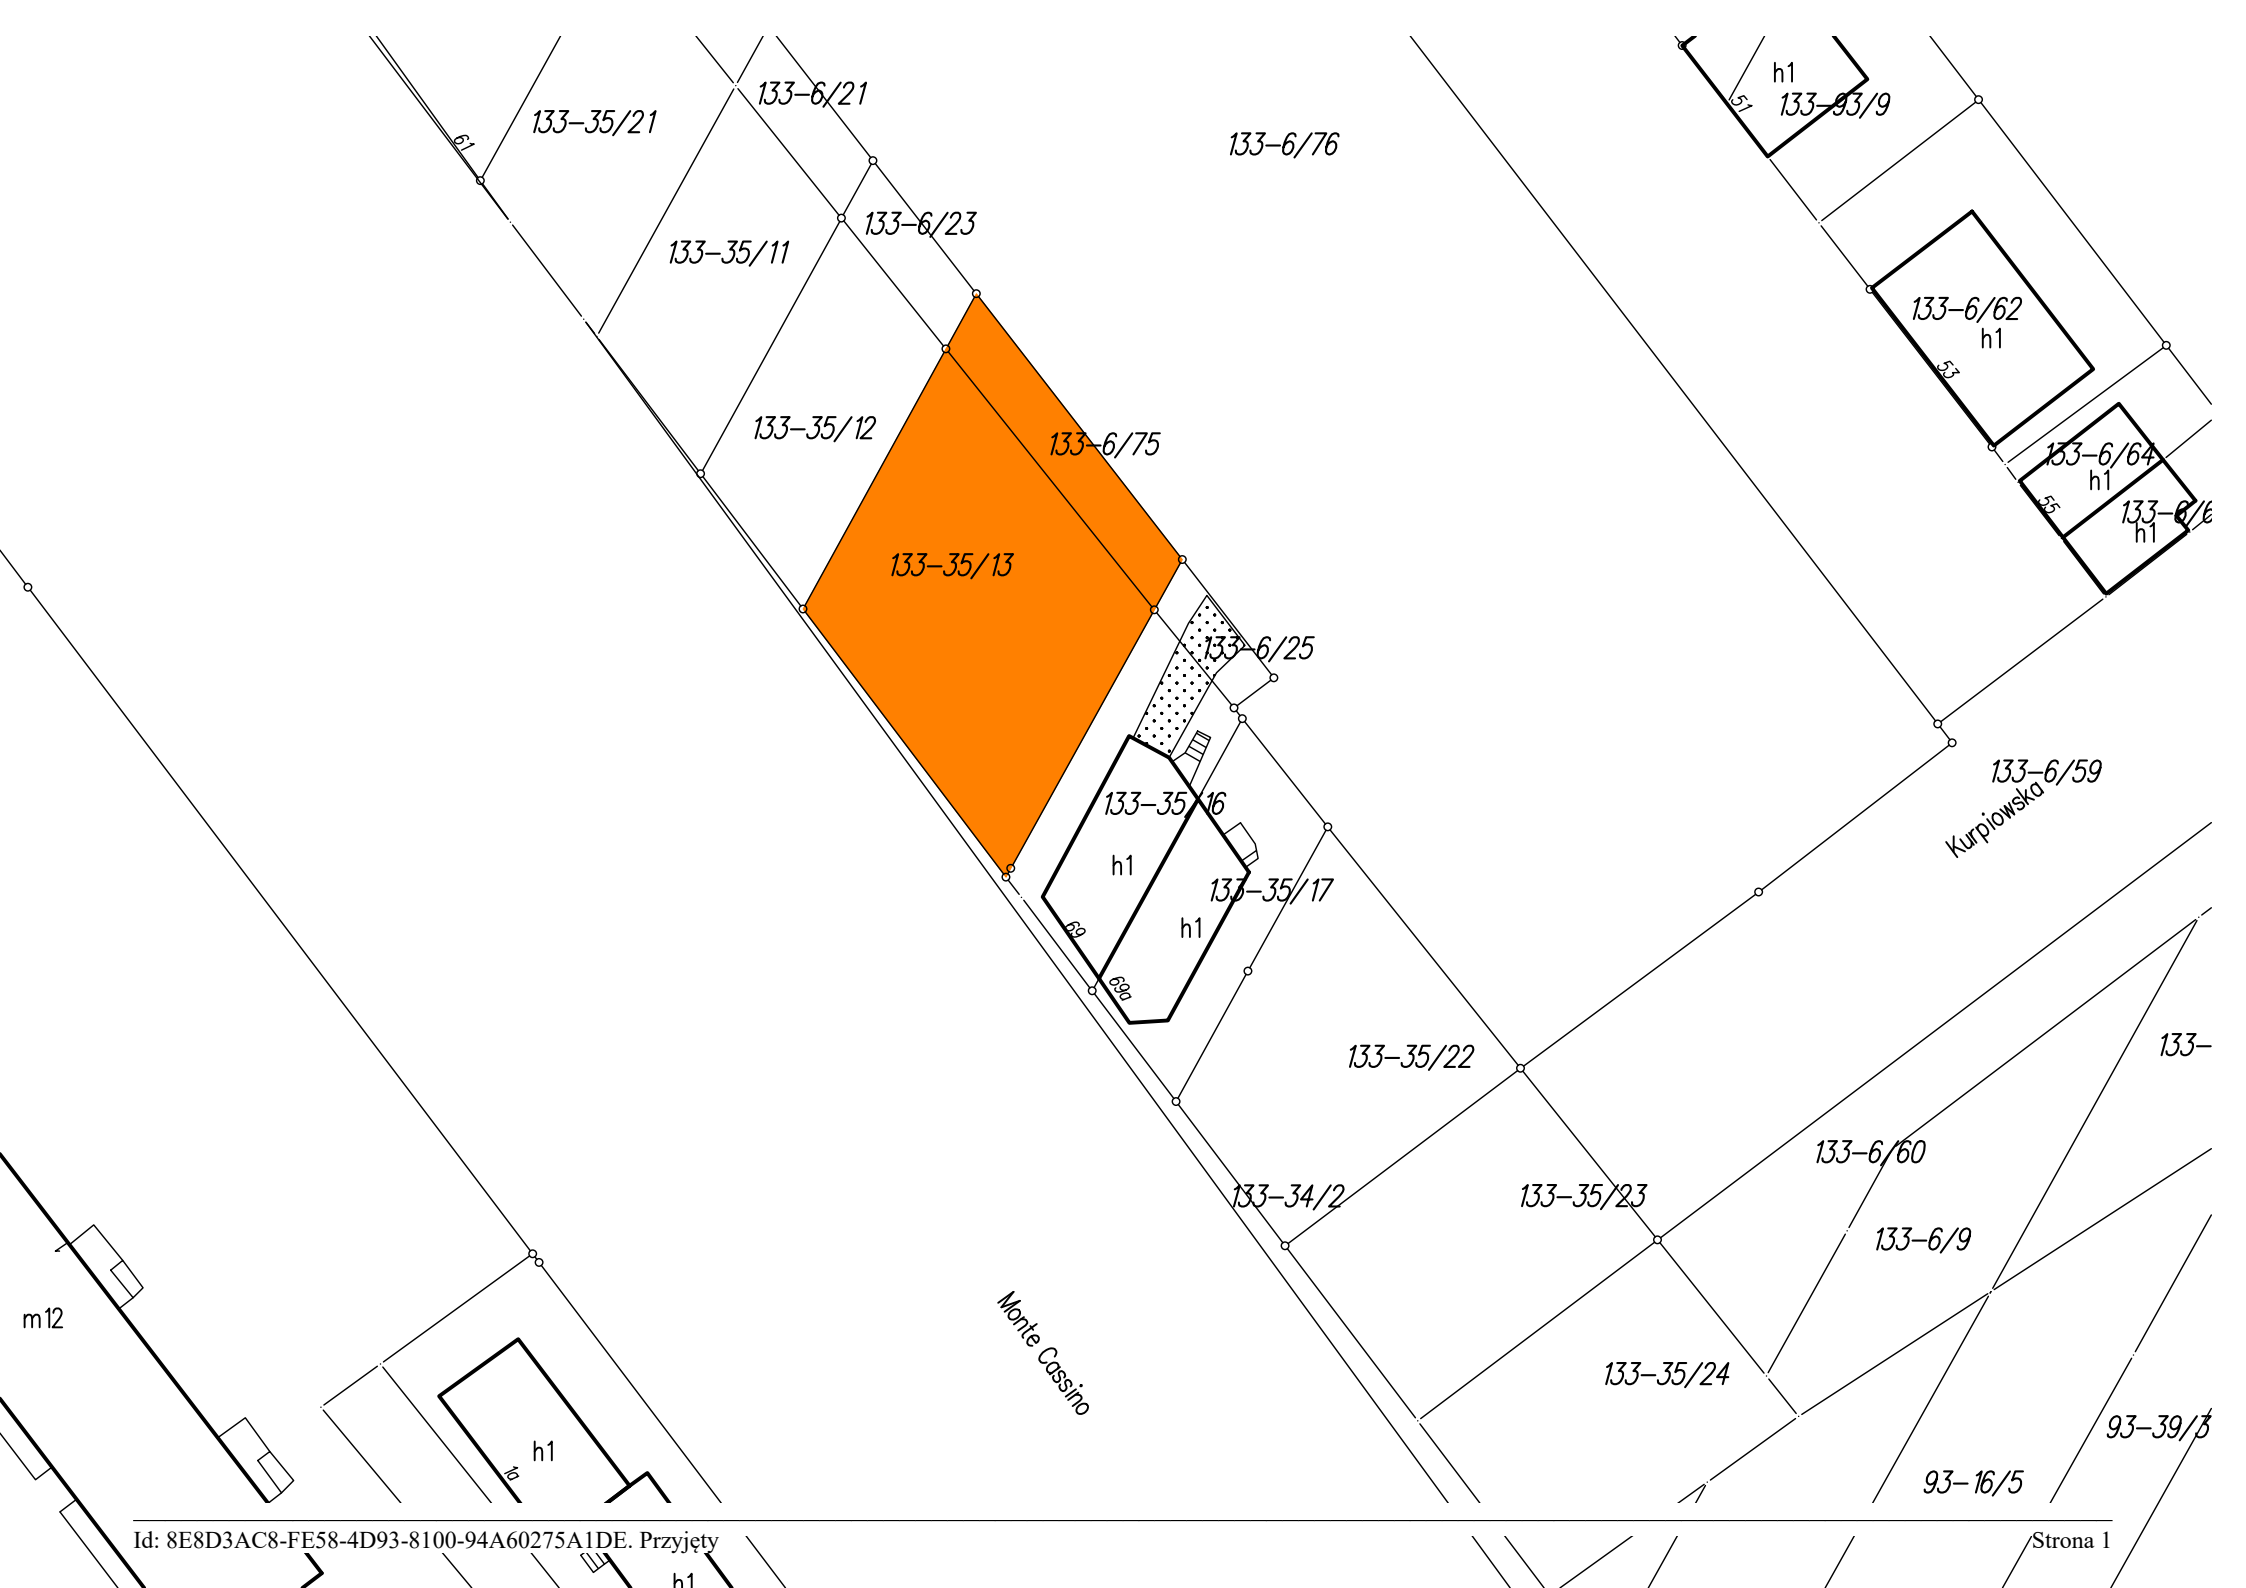 h1
51
133-93/9
133-6/21
133-35/21
61
133-6/76
133-6/23
133-35/11
133-6/62
h1
53
133-35/12
133-6/75
133-6/64
h1
55
133-6/6
h1
133-35/13
133-6/25
133-6/59
Kurpiowska
133-35/16
h1
133-35/17
h1
69
69a
133-
133-35/22
133-6/60
133-34/2
133-35/23
133-6/9
m12
Monte Cassino
133-35/24
93-39/3
h1
1a
93-16/5
Id: 8E8D3AC8-FE58-4D93-8100-94A60275A1DE. Przyjęty
Strona 1
h1